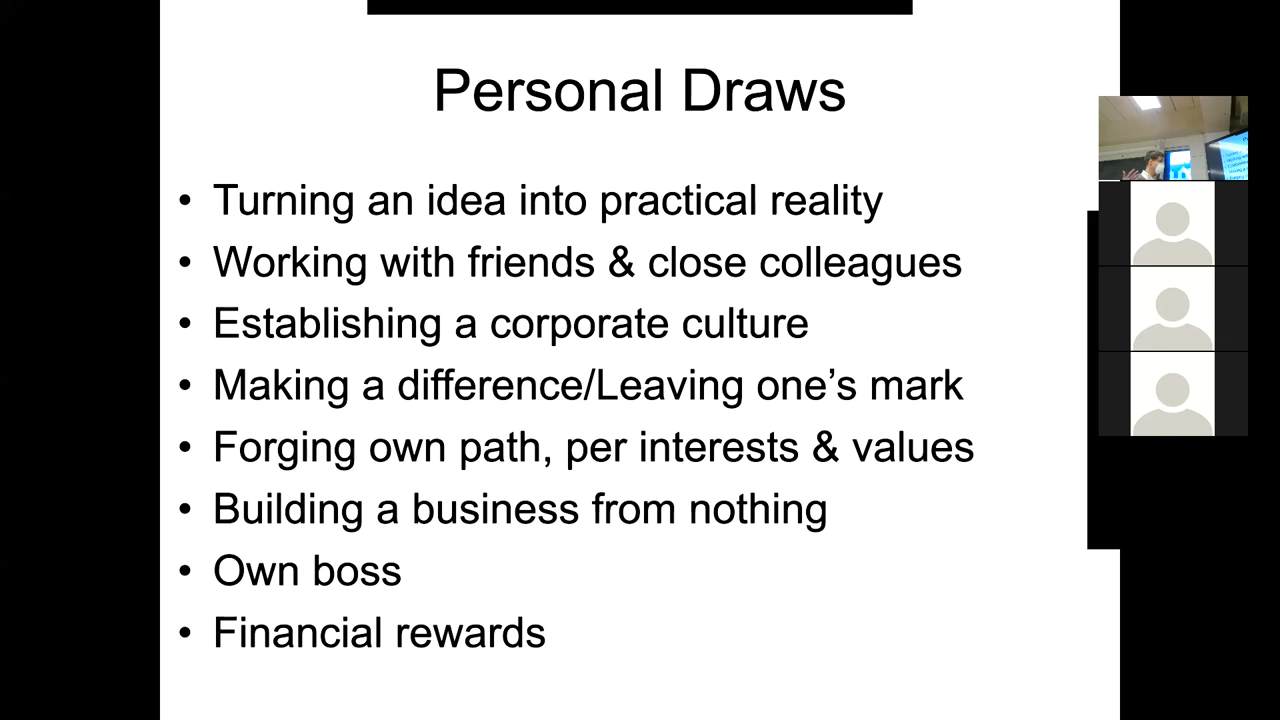 Personal Draws
• Turning an idea into practical reality
• Working with friends & close colleagues
• Establishing a corporate culture
• Making a difference/Leaving one’s mark
• Forging own path, per interests & values
• Building a business from nothing
• Own boss
• Financial rewards